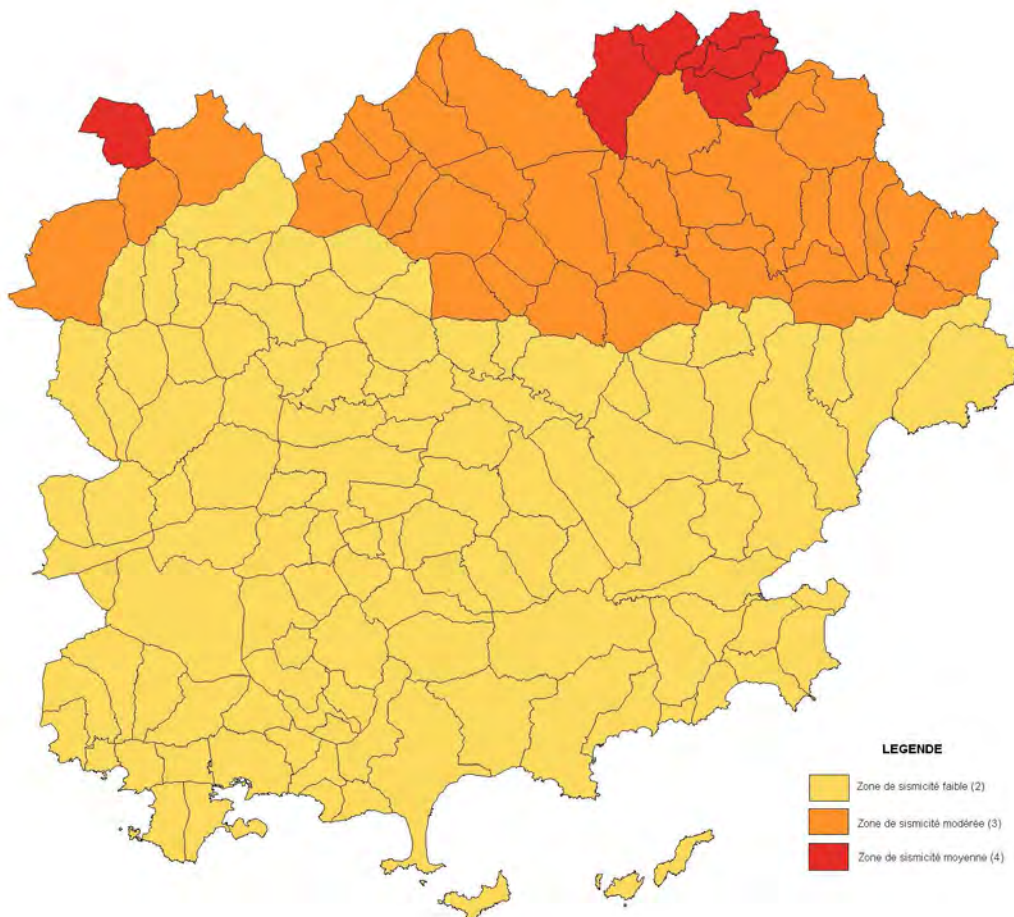 LEGENDE
Zone de sismicité faible (2)
Zone de sismicité modérée (3)
Zone de sismicité moyenne (4)